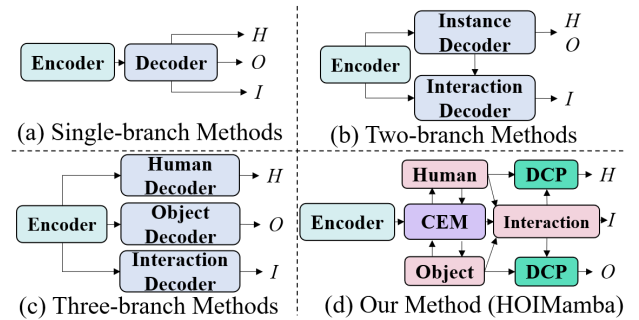 Encoder
Decoder
H
O
I
(a) Single-branch Methods
Encoder
Instance
Decoder
Interaction
Decoder
H
O
I
(b) Two-branch Methods
Encoder
Human
Decoder
Object
Decoder
Interaction
Decoder
H
O
I
(c) Three-branch Methods
Encoder
Human
CEM
Object
DCP
Interaction
DCP
H
I
O
(d) Our Method (HOIMamba)